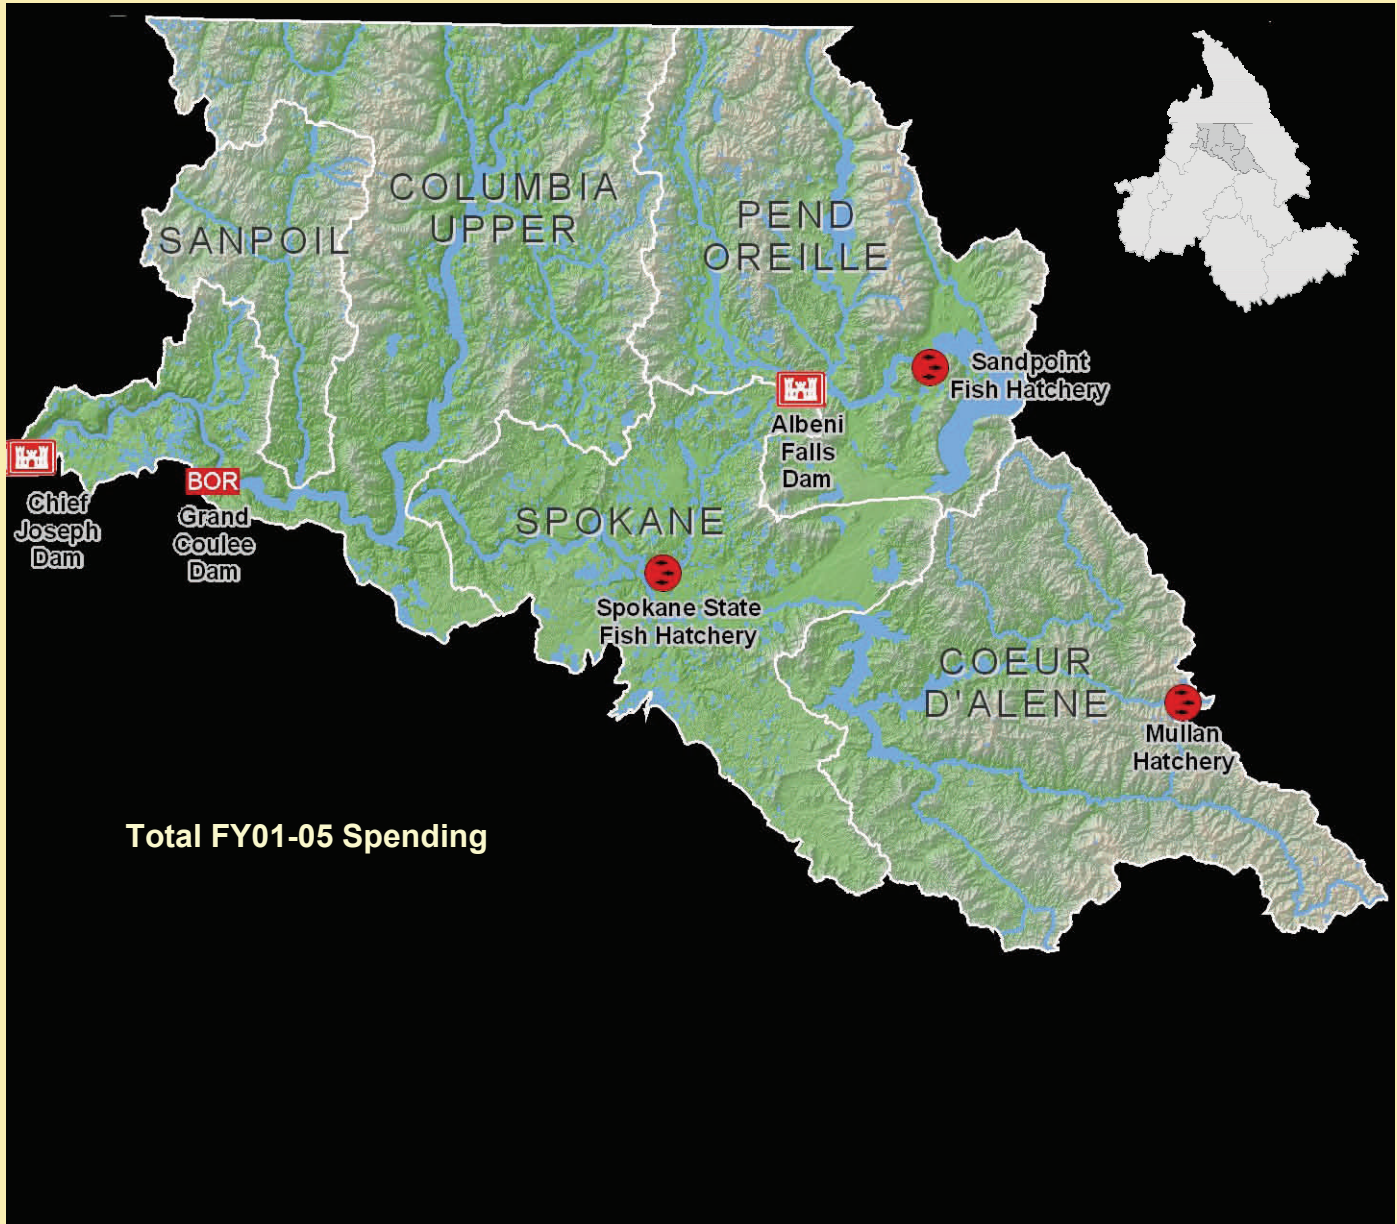 COLUMBIA
UPPER
PEND
OREILLE
SANPOIL
Sandpoint
Fish Hatchery
Albeni
Falls
Dam
BOR
Chief
Joseph
Dam
Grand
Coulee
Dam
SPOKANE
Spokane State
Fish Hatchery
COEUR
D'ALENE
Mullan
Hatchery
Total FY01-05 Spending